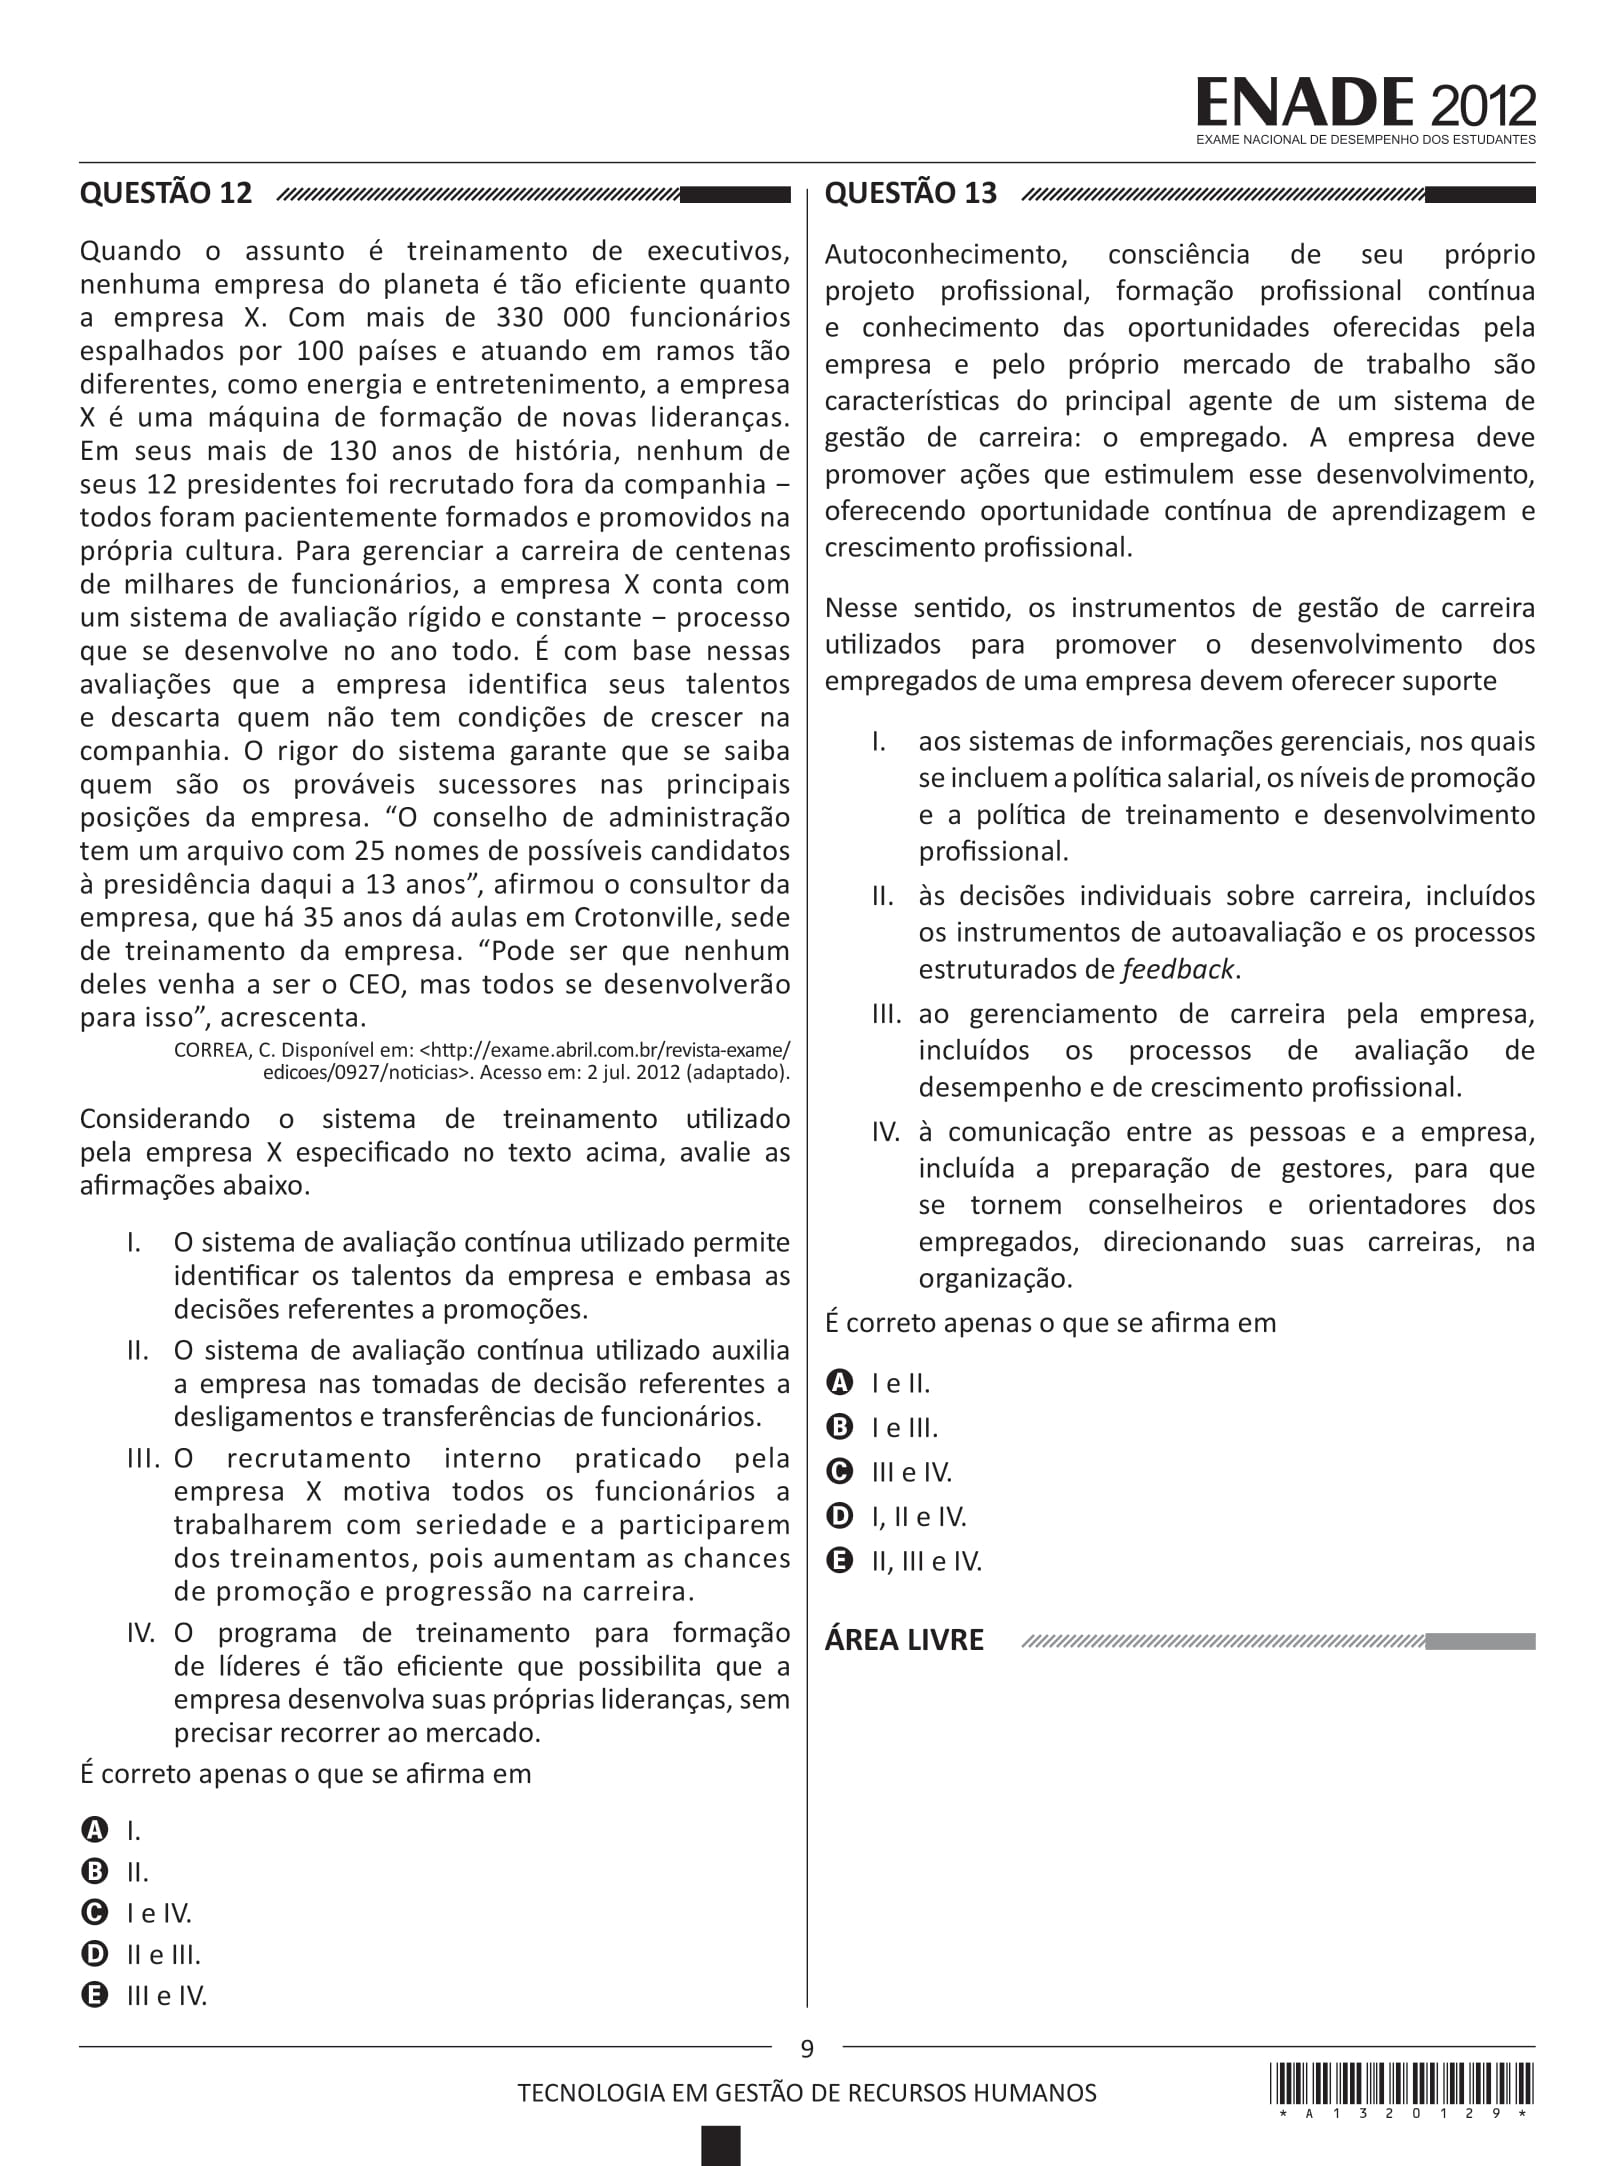 ENADE 2012
EXAME NACIONAL DE DESEMPENHO DOS ESTUDANTES
QUESTÃO 12
Quando o assunto é treinamento de executivos,
nenhuma empresa do planeta é tão eficiente quanto
a empresa X. Com mais de 330 000 funcionários
espalhados por 100 países e atuando em ramos tão
diferentes, como energia e entretenimento, a empresa
X é uma máquina de formação de novas lideranças.
Em seus mais de 130 anos de história, nenhum de
seus 12 presidentes foi recrutado fora da companhia −
todos foram pacientemente formados e promovidos na
própria cultura. Para gerenciar a carreira de centenas
de milhares de funcionários, a empresa X conta com
um sistema de avaliação rígido e constante − processo
que se desenvolve no ano todo. É com base nessas
avaliações que a empresa identifica seus talentos
e descarta quem não tem condições de crescer na
companhia. O rigor do sistema garante que se saiba
quem são os prováveis sucessores nas principais
posições da empresa. “O conselho de administração
tem um arquivo com 25 nomes de possíveis candidatos
à presidência daqui a 13 anos”, afirmou o consultor da
empresa, que há 35 anos dá aulas em Crotonville, sede
de treinamento da empresa. “Pode ser que nenhum
deles venha a ser o CEO, mas todos se desenvolverão
para isso”, acrescenta.
CORREA, C. Disponível em: <http://exame.abril.com.br/revista-exame/
edicoes/0927/noticias>. Acesso em: 2 jul. 2012 (adaptado).
Considerando o sistema de treinamento utilizado
pela empresa X especificado no texto acima, avalie as
afirmações abaixo.
I. O sistema de avaliação contínua utilizado permite
identificar os talentos da empresa e embasa as
decisões referentes a promoções.
II. O sistema de avaliação contínua utilizado auxilia
a empresa nas tomadas de decisão referentes a
desligamentos e transferências de funcionários.
III. O recrutamento interno praticado pela
empresa X motiva todos os funcionários a
trabalharem com seriedade e a participarem
dos treinamentos, pois aumentam as chances
de promoção e progressão na carreira.
IV. O programa de treinamento para formação
de líderes é tão eficiente que possibilita que a
empresa desenvolva suas próprias lideranças, sem
precisar recorrer ao mercado.
É correto apenas o que se afirma em
A I.
B II.
C I e IV.
D II e III.
E III e IV.
QUESTÃO 13
Autoconhecimento, consciência de seu próprio
projeto profissional, formação profissional contínua
e conhecimento das oportunidades oferecidas pela
empresa e pelo próprio mercado de trabalho são
características do principal agente de um sistema de
gestão de carreira: o empregado. A empresa deve
promover ações que estimulem esse desenvolvimento,
oferecendo oportunidade contínua de aprendizagem e
crescimento profissional.
Nesse sentido, os instrumentos de gestão de carreira
utilizados para promover o desenvolvimento dos
empregados de uma empresa devem oferecer suporte
I. aos sistemas de informações gerenciais, nos quais
se incluem a política salarial, os níveis de promoção
e a política de treinamento e desenvolvimento
profissional.
II. às decisões individuais sobre carreira, incluídos
os instrumentos de autoavaliação e os processos
estruturados de feedback.
III. ao gerenciamento de carreira pela empresa,
incluídos os processos de avaliação de
desempenho e de crescimento profissional.
IV. à comunicação entre as pessoas e a empresa,
incluída a preparação de gestores, para que
se tornem conselheiros e orientadores dos
empregados, direcionando suas carreiras, na
organização.
É correto apenas o que se afirma em
A I e II.
B I e III.
C III e IV.
D I, II e IV.
E II, III e IV.
ÁREA LIVRE
9
TECNOLOGIA EM GESTÃO DE RECURSOS HUMANOS
* A 1 3 2 0 1 2 9 *